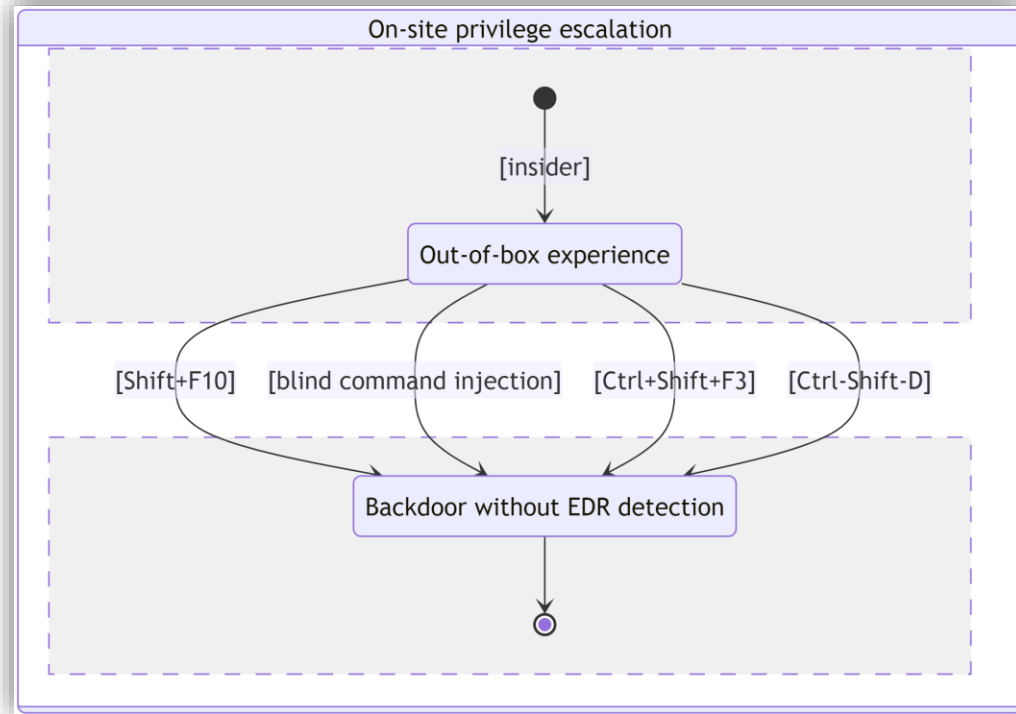 On-site privilege escalation
[insider]
Out-of-box experience
[Shift+F10]
[blind command injection]
[Ctrl+Shift+F3]
[Ctrl-Shift-D]
Backdoor without EDR detection